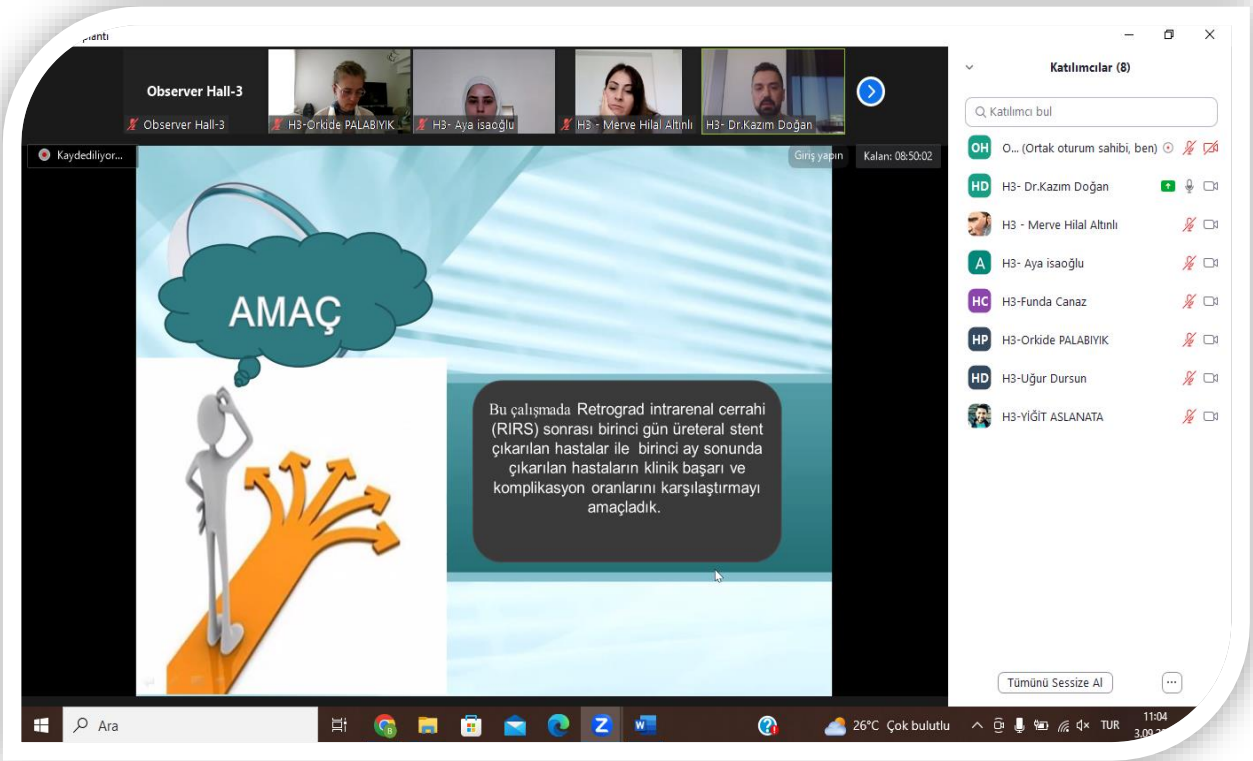 Observer Hall-3
Observer Hall-3
H3-Orkide PALABIYIK
H3- Aya isaoğlu
H3 - Merve Hilal Altınlı
H3- Dr.Kazım Doğan
Kaydediliyor...
Giriş yapın
Kalan: 08:50:02
AMAÇ
Bu çalışmada Retrograd intrarenal cerrahi
(RIRS) sonrası birinci gün üreteral stent
çıkarılan hastalar ile birinci ay sonunda
çıkarılan hastaların klinik başarı ve
komplikasyon oranlarını karşılaştırmayı
amaçladık.
Katılımcılar (8)
Katılımcı bul
OH O... (Ortak oturum sahibi, ben)
HD H3- Dr.Kazım Doğan
H3 - Merve Hilal Altınlı
A H3- Aya isaoğlu
HC H3-Funda Canaz
HP H3-Orkide PALABIYIK
HD H3-Uğur Dursun
H3-YİĞİT ASLANATA
Tümünü Sessize Al
Ara
26°C Çok bulutlu
TUR
11:04